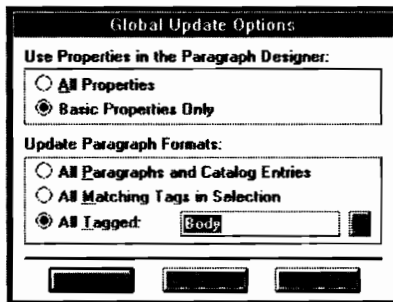 Global Update Options
Use Properties in the Paragraph Designer:
All Properties
Basic Properties Only
Update Paragraph Formats:
All Paragraphs and Catalog Entries
All Matching Tags in Selection
All Tagged: Body